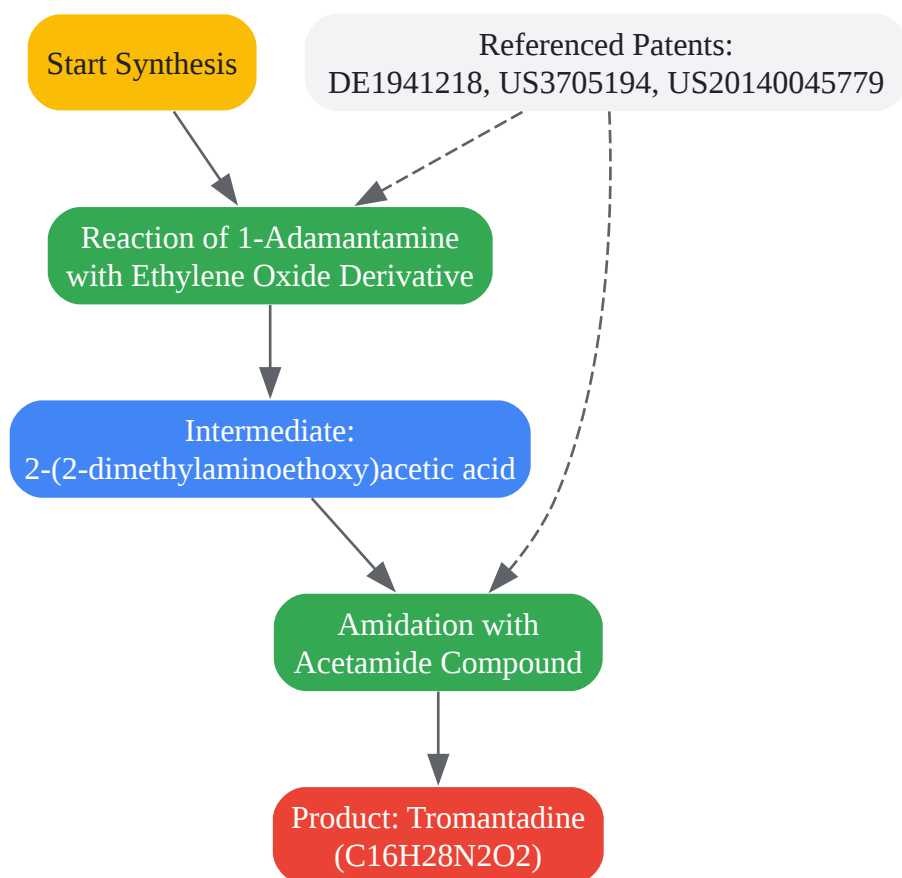 Start Synthesis
Referenced Patents:
DE1941218, US3705194, US20140045779
Reaction of 1-Adamantamine
with Ethylene Oxide Derivative
Intermediate:
2-(2-dimethylaminoethoxy)acetic acid
Amidation with
Acetamide Compound
Product: Tromantadine
(C16H28N2O2)